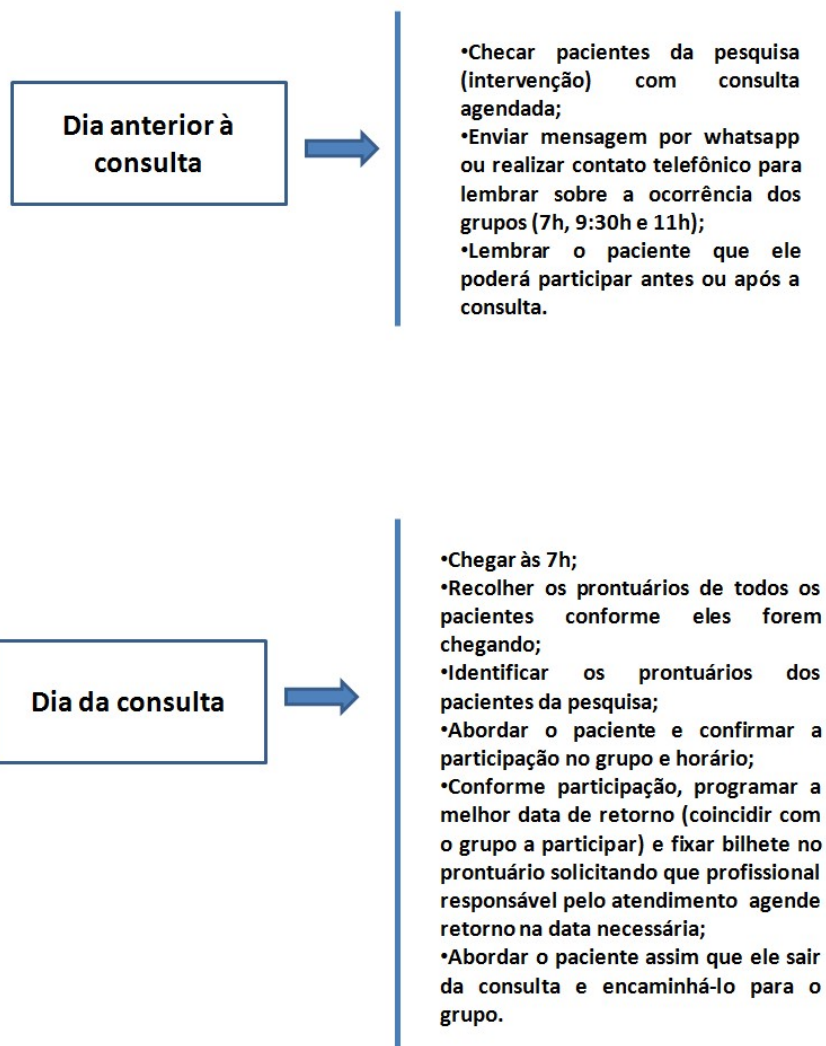 Dia anterior à
consulta
•Checar pacientes da pesquisa
(intervenção) com consulta
agendada;
•Enviar mensagem por whatsapp
ou realizar contato telefônico para
lembrar sobre a ocorrência dos
grupos (7h, 9:30h e 11h);
•Lembrar o paciente que ele
poderá participar antes ou após a
consulta.
Dia da consulta
•Chegar às 7h;
•Recolher os prontuários de todos os
pacientes conforme eles forem
chegando;
•Identificar os prontuários dos
pacientes da pesquisa;
•Abordar o paciente e confirmar a
participação no grupo e horário;
•Conforme participação, programar a
melhor data de retorno (coincidir com
o grupo a participar) e fixar bilhete no
prontuário solicitando que profissional
responsável pelo atendimento agende
retorno na data necessária;
•Abordar o paciente assim que ele sair
da consulta e encaminhá-lo para o
grupo.